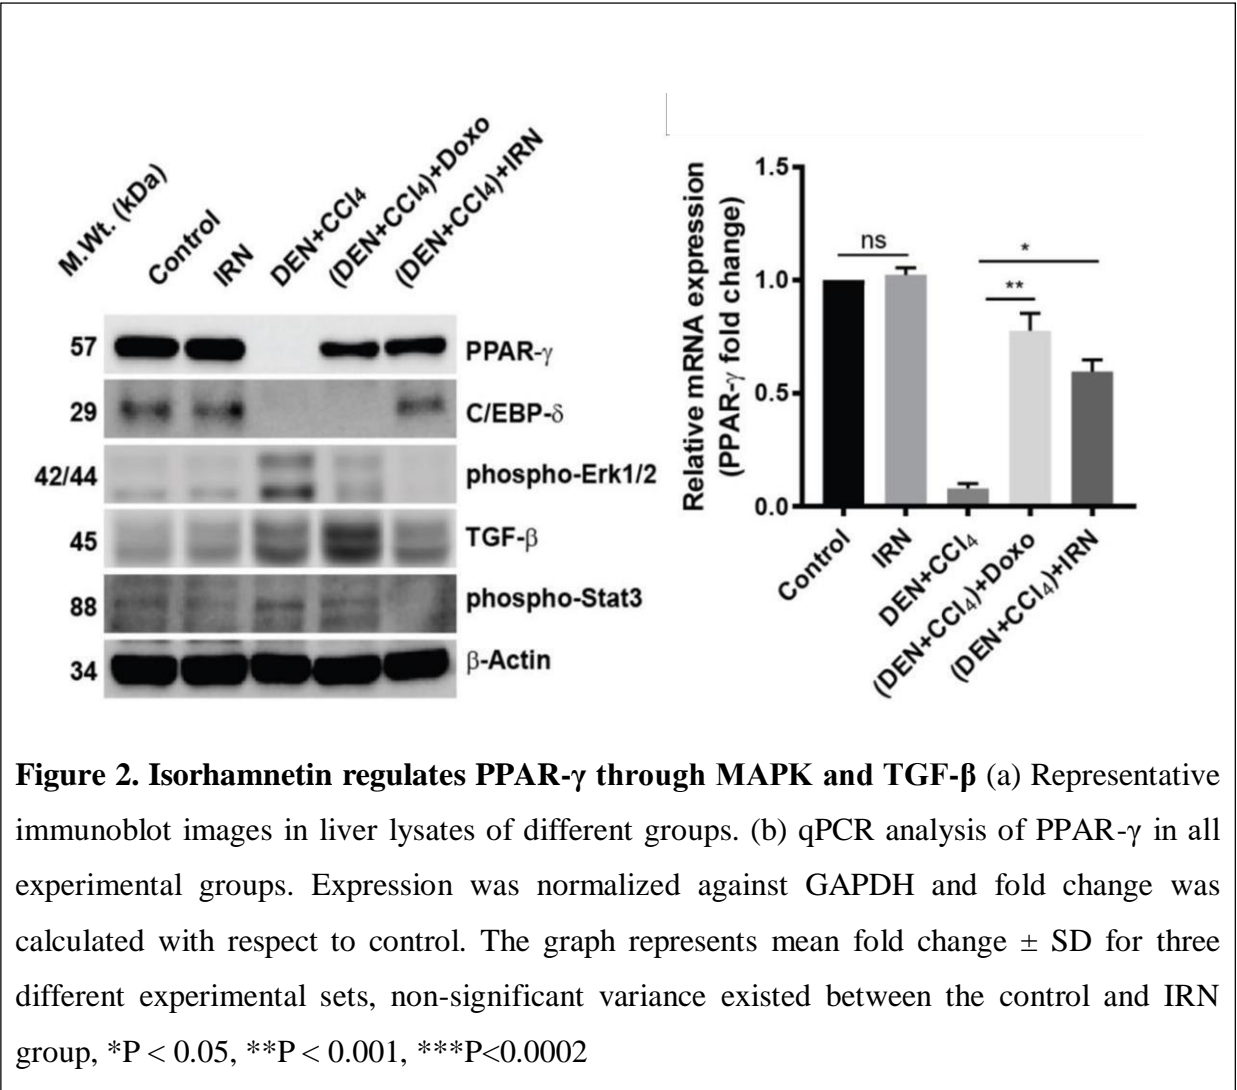 M.Wt. (kDa)
Control
IRN
DEN+CCl4
(DEN+CCl4)+Doxo
(DEN+CCl4)+IRN
57 PPAR-γ
29 C/EBP-δ
42/44 phospho-Erk1/2
45 TGF-β
88 phospho-Stat3
34 β-Actin
Relative mRNA expression
(PPAR-γ fold change)
1.5
1.0
0.5
0.0
ns
*
**
Control
IRN
DEN+CCl₄
(DEN+CCl₄)+Doxo
(DEN+CCl₄)+IRN
Figure 2. Isorhamnetin regulates PPAR-γ through MAPK and TGF-β (a) Representative
immunoblot images in liver lysates of different groups. (b) qPCR analysis of PPAR-γ in all
experimental groups. Expression was normalized against GAPDH and fold change was
calculated with respect to control. The graph represents mean fold change ± SD for three
different experimental sets, non-significant variance existed between the control and IRN
group, *P < 0.05, **P < 0.001, ***P<0.0002